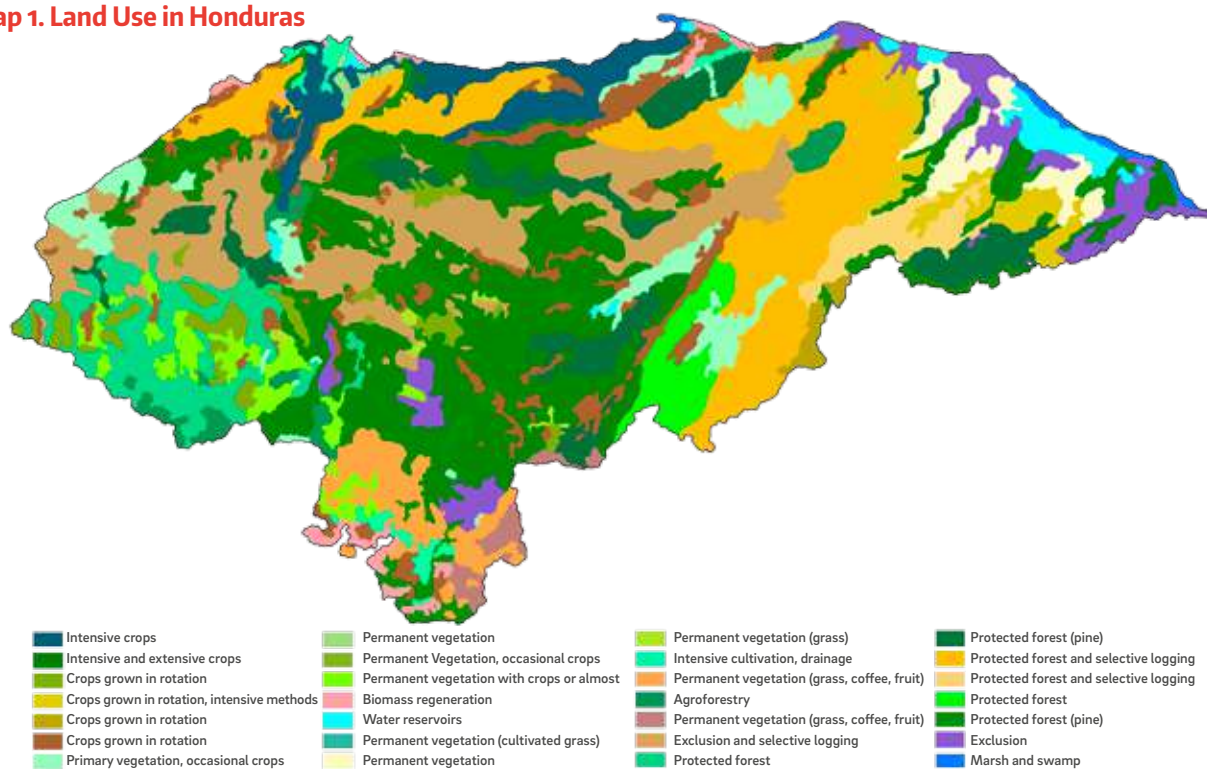 ap 1. Land Use in Honduras
Intensive crops
Intensive and extensive crops
Crops grown in rotation
Crops grown in rotation, intensive methods
Crops grown in rotation
Crops grown in rotation
Primary vegetation, occasional crops
Permanent vegetation
Permanent Vegetation, occasional crops
Permanent vegetation with crops or almost
Biomass regeneration
Water reservoirs
Permanent vegetation (cultivated grass)
Permanent vegetation
Permanent vegetation (grass)
Intensive cultivation, drainage
Permanent vegetation (grass, coffee, fruit)
Agroforestry
Permanent vegetation (grass, coffee, fruit)
Exclusion and selective logging
Protected forest
Protected forest (pine)
Protected forest and selective logging
Protected forest and selective logging
Protected forest
Protected forest (pine)
Exclusion
Marsh and swamp